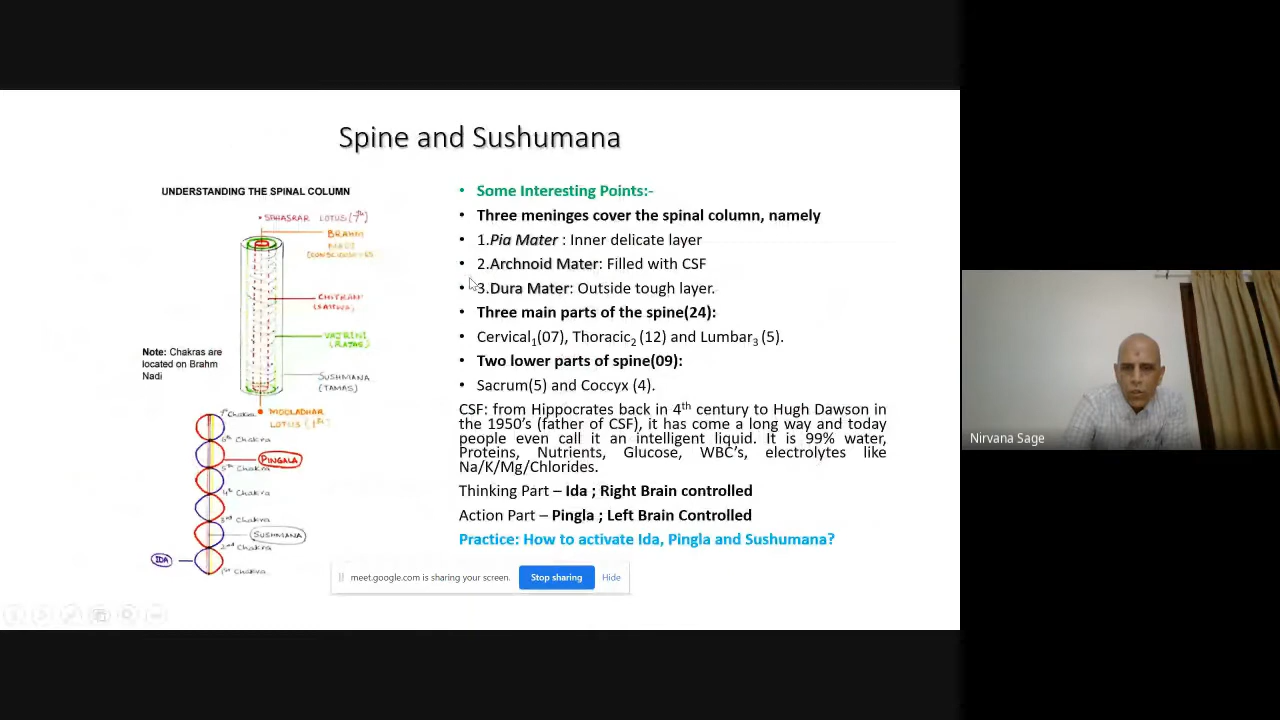 Spine and Sushumana
UNDERSTANDING THE SPINAL COLUMN
SAHASRAR LOTUS (7th)
BRAHM
NADI
(CONSCIOUSNESS
CHITRANI
(SATTVA)
VAJRINI
(RAJAS)
SUSHMANA
(TAMAS)
Note: Chakras are
located on Brahm
Nadi
MOOLADHAR
LOTUS (1st)
7th Chakra
6th Chakra
PINGALA
5th Chakra
4th Chakra
3rd Chakra
SUSHMANA
2nd Chakra
IDA
1st Chakra
• Some Interesting Points:-
• Three meninges cover the spinal column, namely
• 1.Pia Mater : Inner delicate layer
• 2.Archnoid Mater: Filled with CSF
• 3.Dura Mater: Outside tough layer.
• Three main parts of the spine(24):
• Cervical1(07), Thoracic2 (12) and Lumbar3 (5).
• Two lower parts of spine(09):
• Sacrum(5) and Coccyx (4).
CSF: from Hippocrates back in 4th century to Hugh Dawson in
the 1950's (father of CSF), it has come a long way and today
people even call it an intelligent liquid. It is 99% water,
Proteins, Nutrients, Glucose, WBC's, electrolytes like
Na/K/Mg/Chlorides.
Thinking Part – Ida ; Right Brain controlled
Action Part – Pingla ; Left Brain Controlled
Practice: How to activate Ida, Pingla and Sushumana?
meet.google.com is sharing your screen.
Stop sharing
Hide
Nirvana Sage